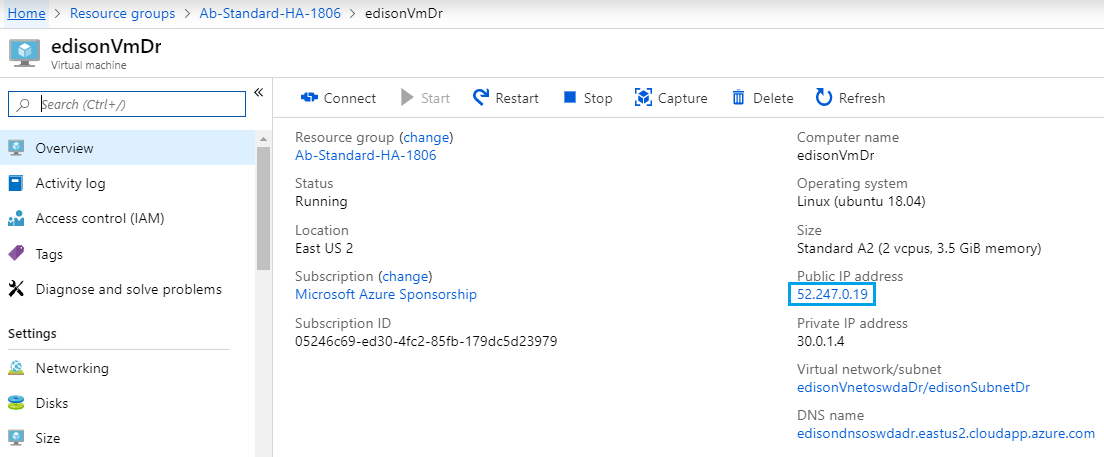 Home > Resource groups > Ab-Standard-HA-1806 > edisonVmDr
edisonVmDr
Virtual machine
Search (Ctrl+/)
«
Overview
Activity log
Access control (IAM)
Tags
Diagnose and solve problems
Settings
Networking
Disks
Size
Connect Start Restart Stop Capture Delete Refresh
Resource group (change)
Ab-Standard-HA-1806
Status
Running
Location
East US 2
Subscription (change)
Microsoft Azure Sponsorship
Subscription ID
05246c69-ed30-4fc2-85fb-179dc5d23979
Computer name
edisonVmDr
Operating system
Linux (ubuntu 18.04)
Size
Standard A2 (2 vcpus, 3.5 GiB memory)
Public IP address
52.247.0.19
Private IP address
30.0.1.4
Virtual network/subnet
edisonVnetoswdaDr/edisonSubnetDr
DNS name
edisondnsoswdadr.eastus2.cloudapp.azure.com